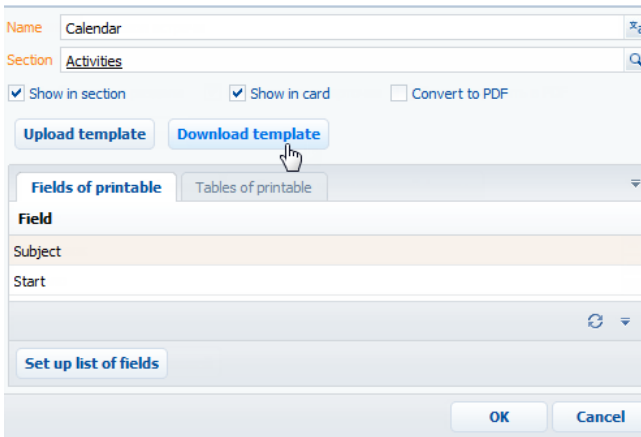 Name Calendar
Section Activities
Show in section Show in card Convert to PDF
Upload template Download template
Fields of printable Tables of printable
Field
Subject
Start
Set up list of fields
OK Cancel